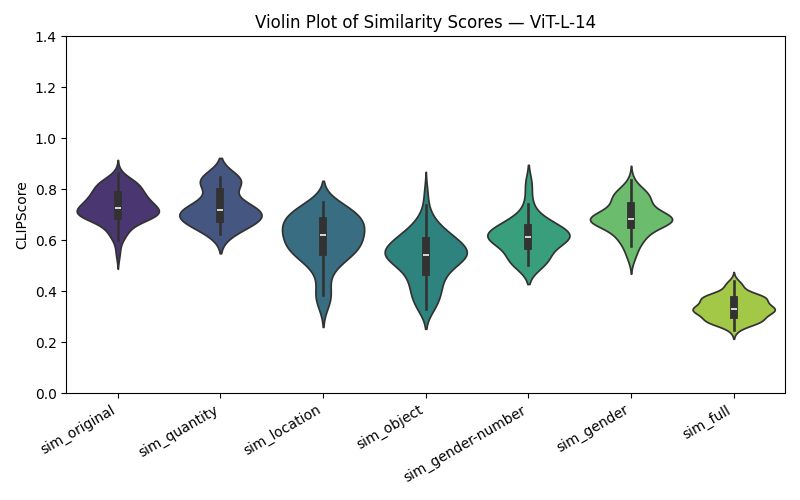 Violin Plot of Similarity Scores — ViT-L-14
CLIPScore
1.4
1.2
1.0
0.8
0.6
0.4
0.2
0.0
sim_original
sim_quantity
sim_location
sim_object
sim_gender-number
sim_gender
sim_full